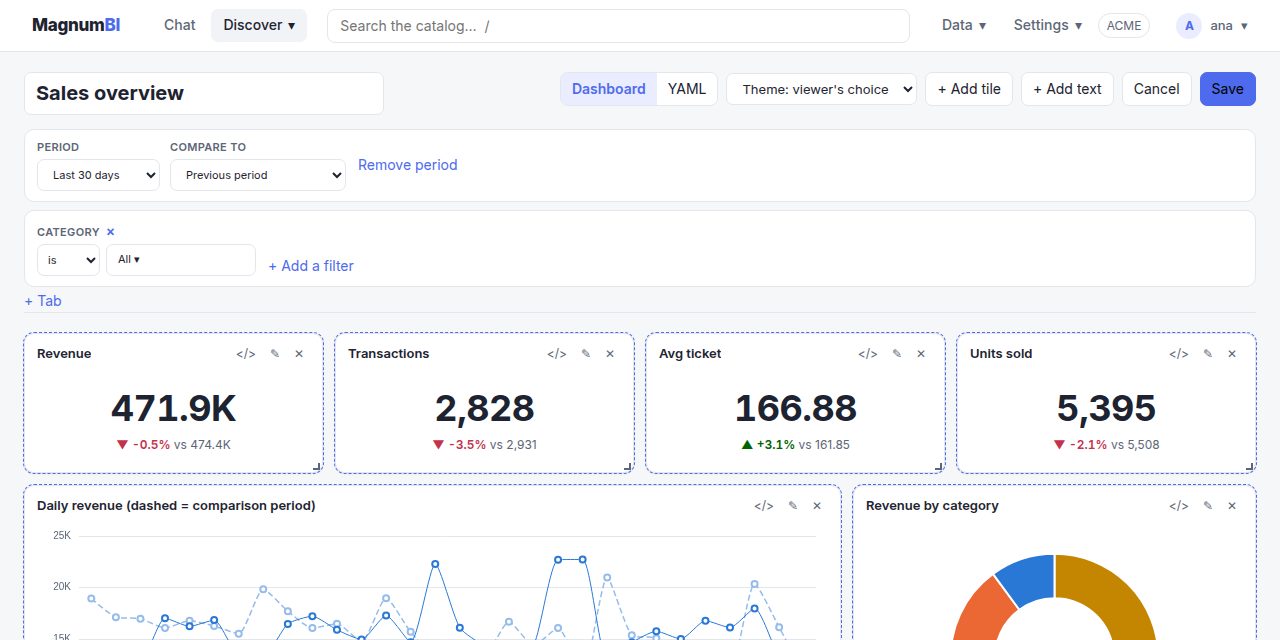 MagnumBI Chat Discover ▾ Search the catalog... / Data ▾ Settings ▾ ACME A ana ▾
Sales overview Dashboard YAML Theme: viewer's choice + Add tile + Add text Cancel Save
PERIOD COMPARE TO
Last 30 days Previous period Remove period
CATEGORY ×
is All ▾ + Add a filter
+ Tab
Revenue </> ✎ ✕ Transactions </> ✎ ✕ Avg ticket </> ✎ ✕ Units sold </> ✎ ✕
471.9K 2,828 166.88 5,395
▼ -0.5% vs 474.4K ▼ -3.5% vs 2,931 ▲ +3.1% vs 161.85 ▼ -2.1% vs 5,508
Daily revenue (dashed = comparison period) </> ✎ ✕ Revenue by category </> ✎ ✕
25K
20K
15K